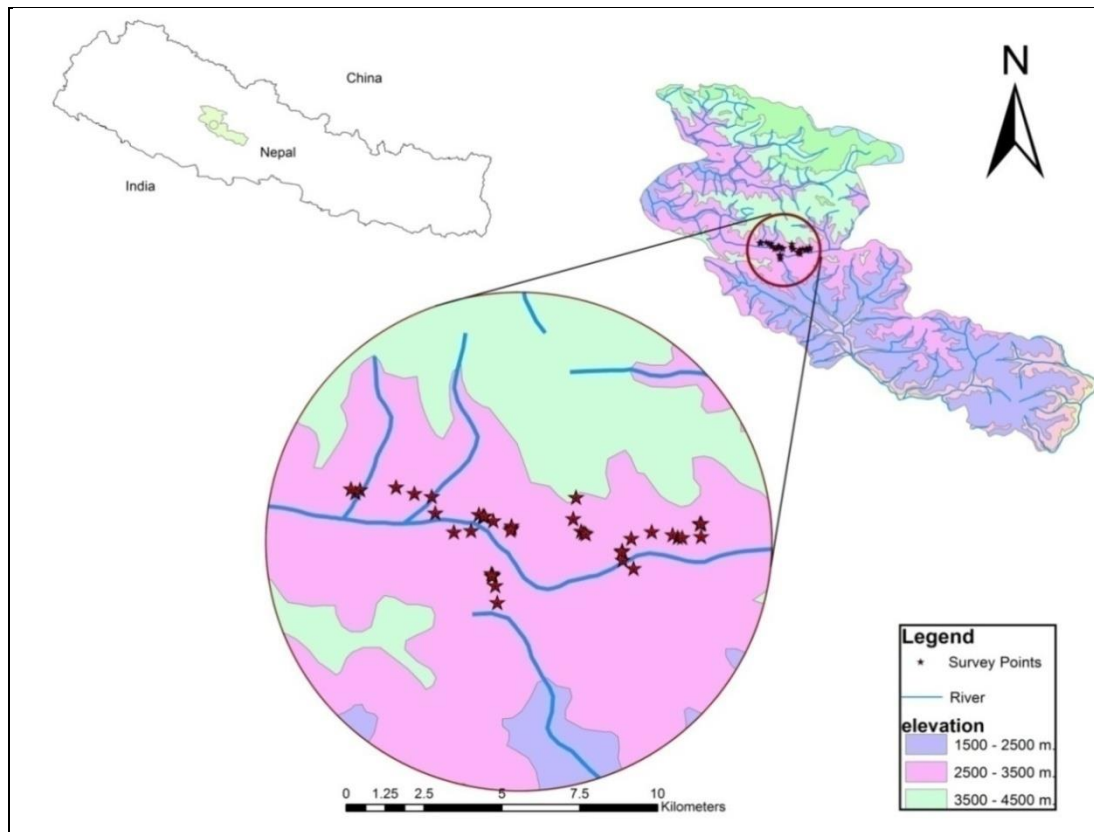 China
Nepal
India
N
Legend
Survey Points
River
elevation
1500 - 2500 m.
2500 - 3500 m.
3500 - 4500 m.
0 1.25 2.5 5 7.5 10
Kilometers